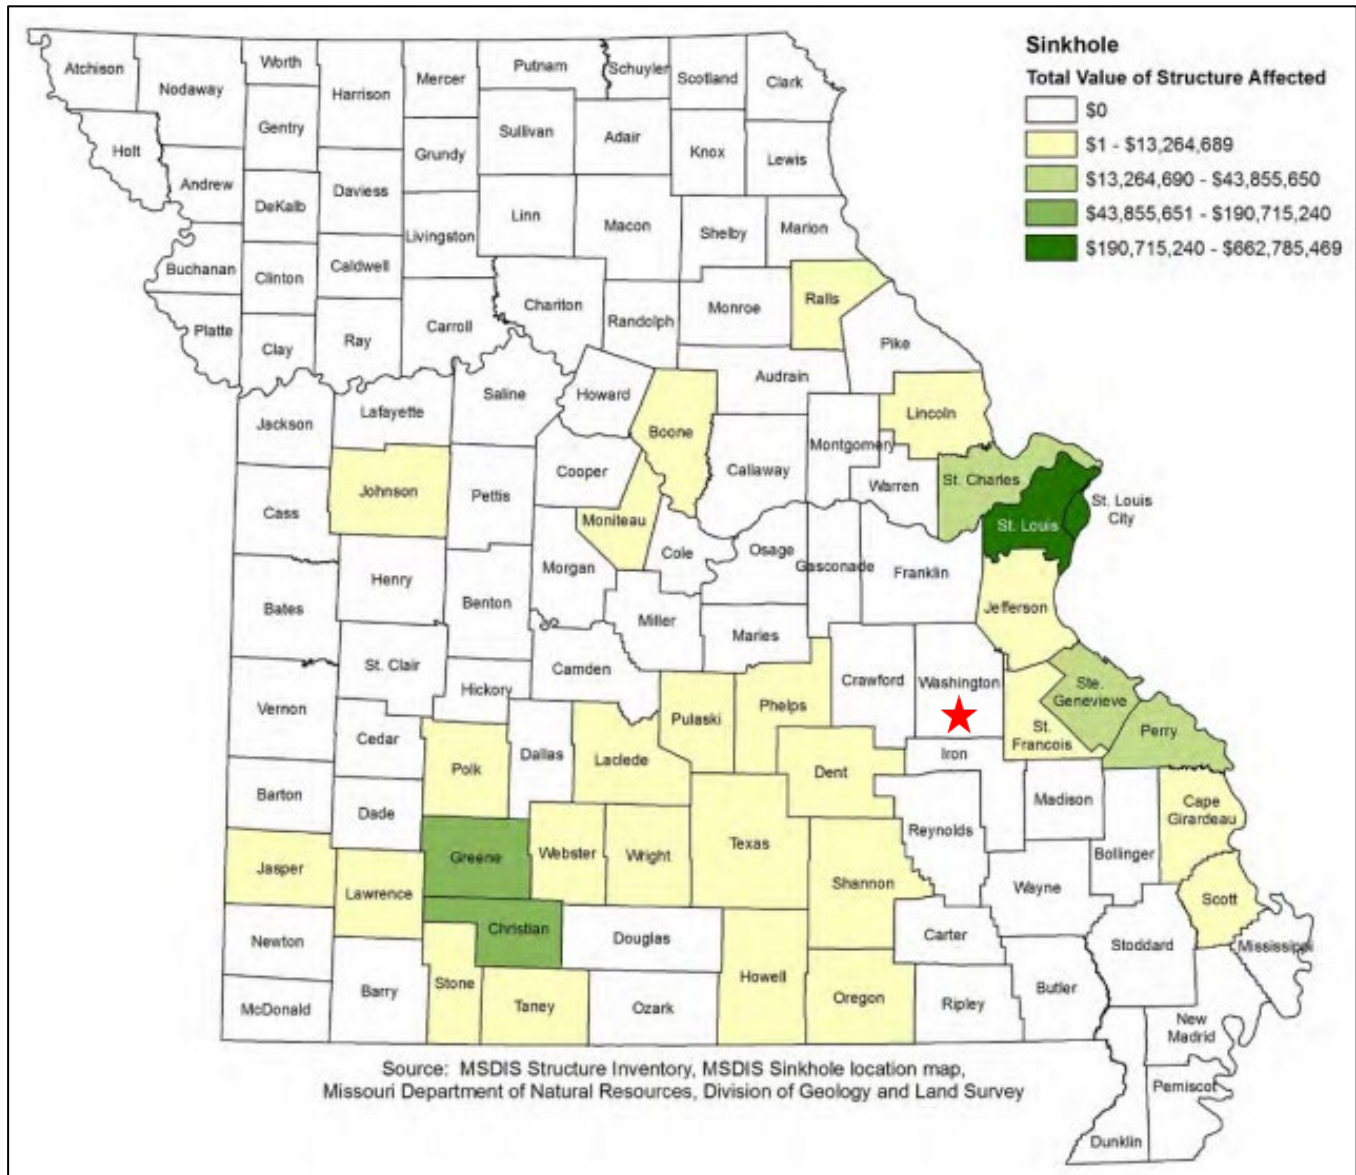 Sinkhole
Total Value of Structure Affected
$0
$1 - $13,264,689
$13,264,690 - $43,855,650
$43,855,651 - $190,715,240
$190,715,240 - $662,785,469
Atchison
Nodaway
Worth
Harrison
Mercer
Putnam
Schuyler
Scotland
Clark
Holt
Gentry
Sullivan
Adair
Knox
Lewis
Andrew
DeKalb
Daviess
Grundy
Linn
Macon
Shelby
Marion
Livingston
Buchanan
Clinton
Caldwell
Chariton
Randolph
Monroe
Ralls
Platte
Clay
Ray
Carroll
Pike
Audrain
Saline
Howard
Boone
Lincoln
Jackson
Lafayette
Montgomery
Callaway
Cooper
Warren
St. Charles
Johnson
Pettis
Cass
Moniteau
St. Louis
St. Louis
City
Cole
Osage
Gasconade
Franklin
Morgan
Henry
Benton
Bates
Miller
Maries
Jefferson
St. Clair
Camden
Hickory
Crawford
Washington
Ste.
Genevieve
Vernon
Pulaski
Phelps
St.
Francois
Perry
Cedar
Dallas
Laclede
Polk
Dent
Iron
Barton
Dade
Madison
Cape
Girardeau
Reynolds
Bollinger
Jasper
Greene
Webster
Wright
Texas
Lawrence
Shannon
Wayne
Scott
Newton
Christian
Douglas
Carter
Stoddard
Mississippi
McDonald
Barry
Stone
Taney
Ozark
Howell
Oregon
Ripley
Butler
New
Madrid
Pemiscot
Dunklin
Source: MSDIS Structure Inventory, MSDIS Sinkhole location map,
Missouri Department of Natural Resources, Division of Geology and Land Survey